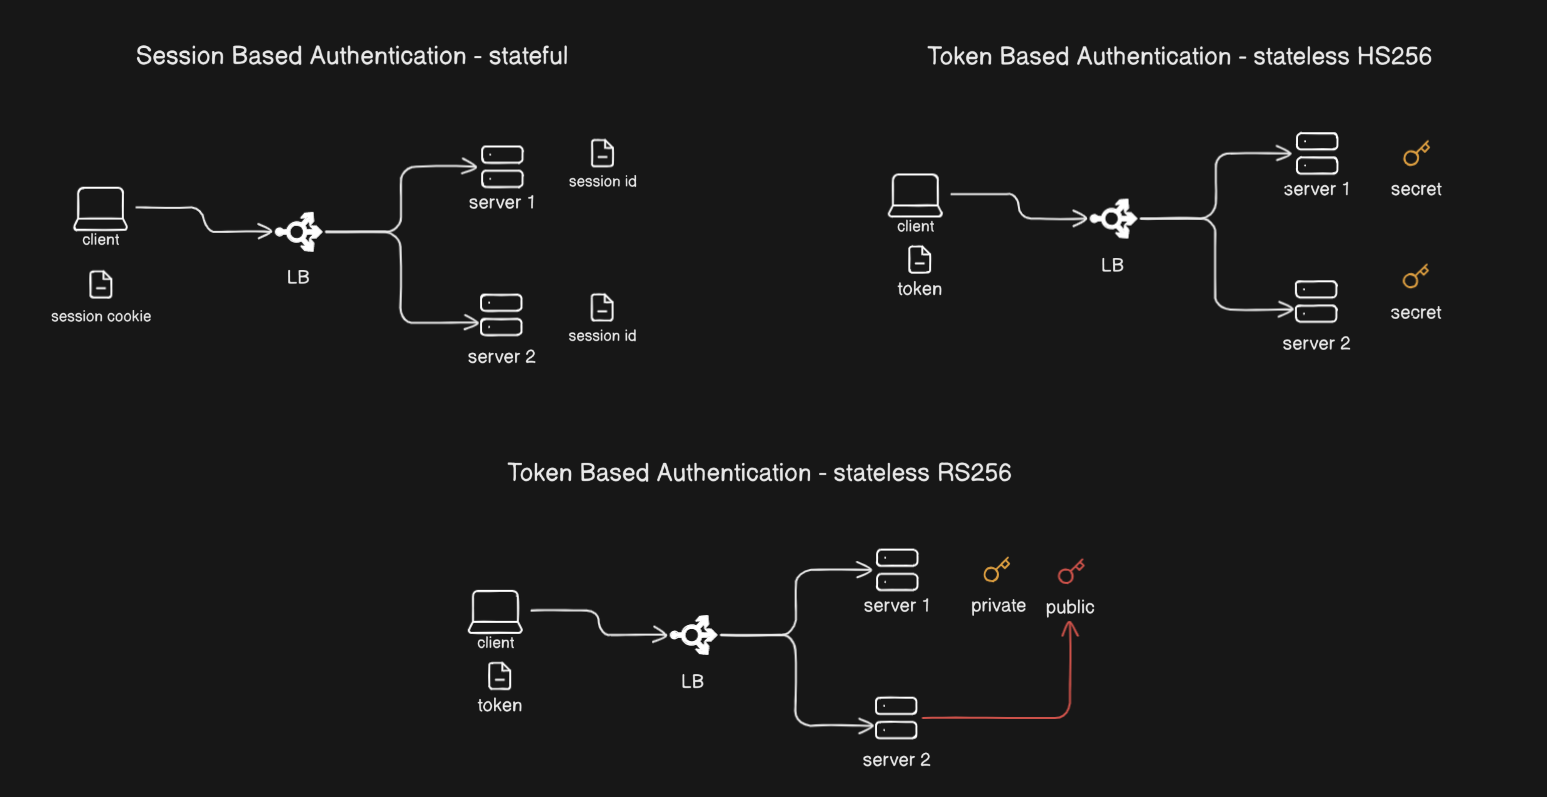 Session Based Authentication - stateful
client
session cookie
LB
server 1
session id
server 2
session id
Token Based Authentication - stateless HS256
client
token
LB
server 1
secret
server 2
secret
Token Based Authentication - stateless RS256
client
token
LB
server 1
private
public
server 2